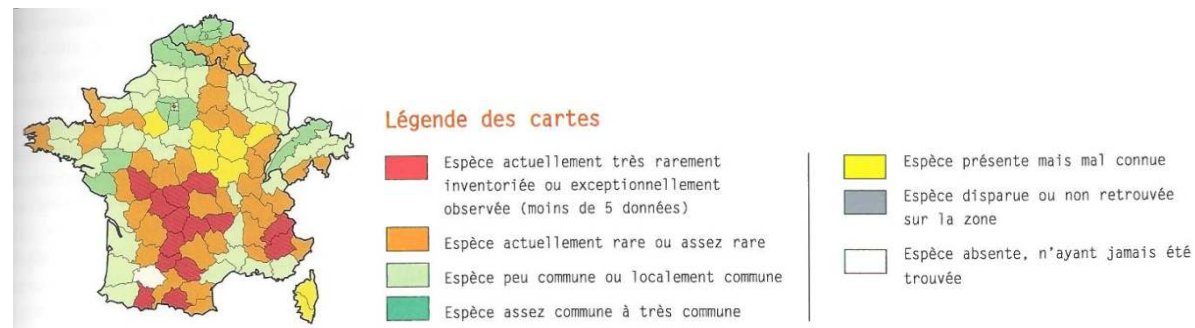 Légende des cartes
Espèce actuellement très rarement
inventoriée ou exceptionnellement
observée (moins de 5 données)
Espèce actuellement rare ou assez rare
Espèce peu commune ou localement commune
Espèce assez commune à très commune
Espèce présente mais mal connue
Espèce disparue ou non retrouvée
sur la zone
Espèce absente, n'ayant jamais été
trouvée